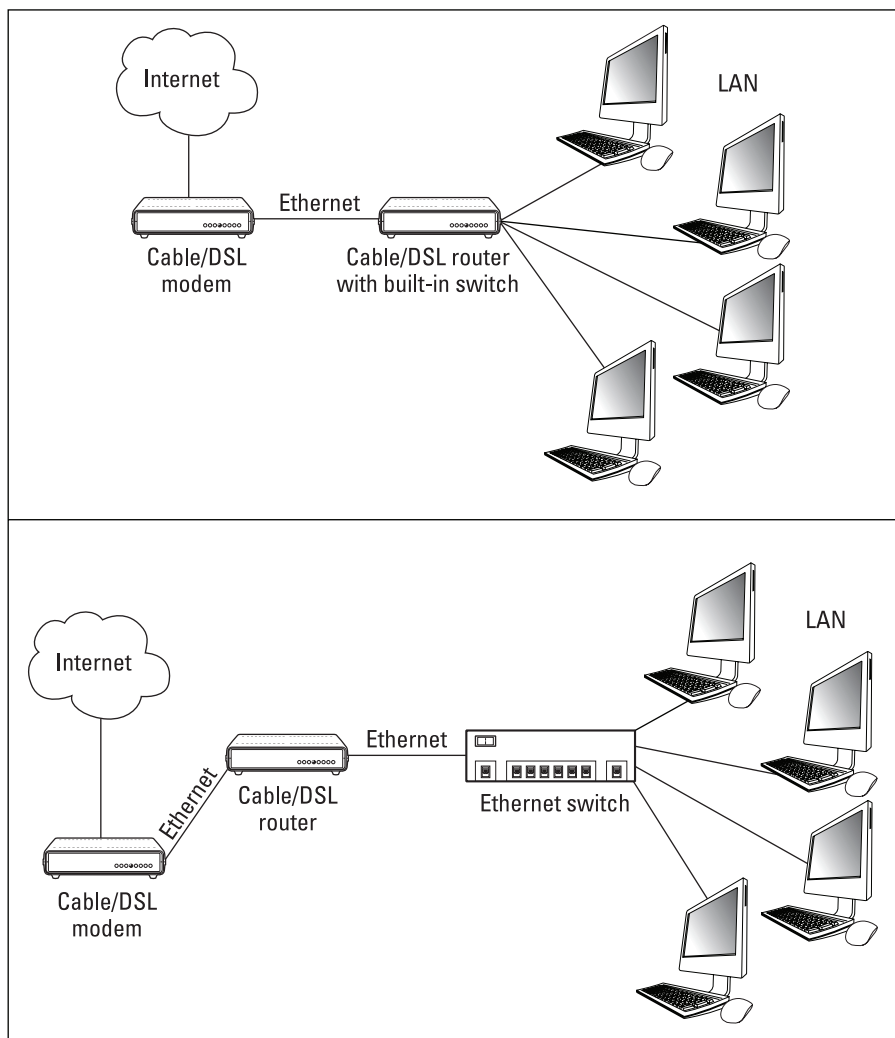 Internet
LAN
Ethernet
Cable/DSL
modem
Cable/DSL router
with built-in switch
Internet
LAN
Ethernet
Ethernet
Cable/DSL
router
Ethernet switch
Cable/DSL
modem